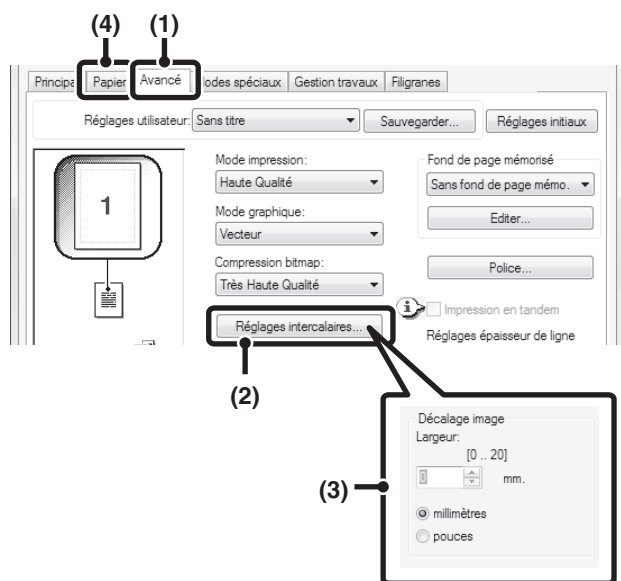 (4) (1)
Principa Papier Avancé odes spéciaux Gestion travaux Filigranes
Réglages utilisateur: Sans titre Sauvegarder... Réglages initiaux
Mode impression: Fond de page mémorisé
Haute Qualité Sans fond de page mémo.
1
Mode graphique: Editer...
Vecteur
Compression bitmap: Police...
Très Haute Qualité
Impression en tandem
Réglages intercalaires... Réglages épaisseur de ligne
(2)
Décalage image
Largeur:
[0 .. 20]
0 mm.
(3)
millimètres
pouces